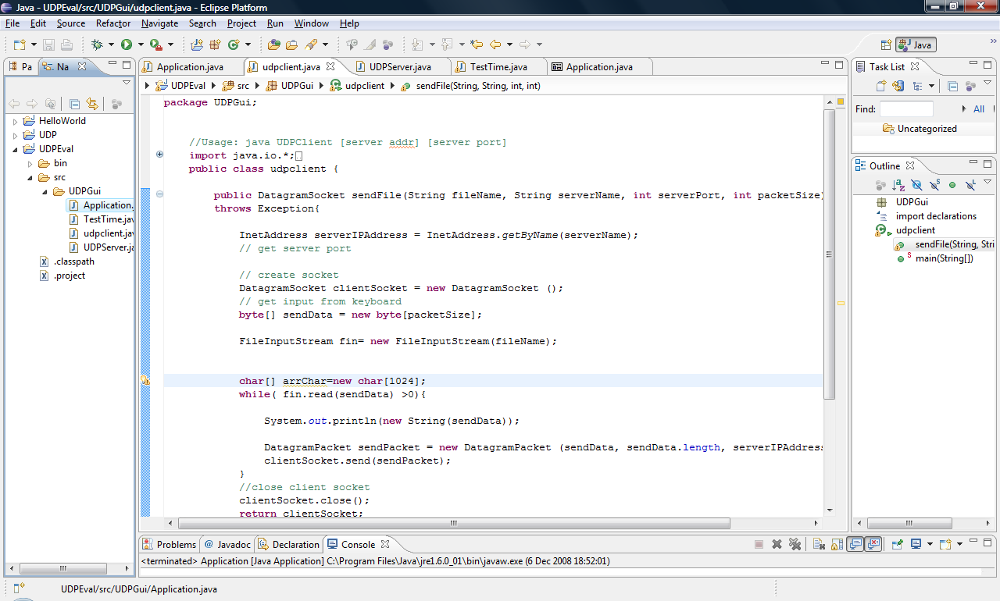 Java - UDPEval/src/UDPGui/udpclient.java - Eclipse Platform
File Edit Source Refactor Navigate Search Project Run Window Help
Java
Pa Na
Application.java udpclient.java UDPServer.java TestTime.java Application.java
Task List
UDPEval src UDPGui udpclient sendFile(String, String, int, int)
Find: All
Uncategorized
HelloWorld
UDP
UDPEval
bin
src
UDPGui
Application.
TestTime.jav
udpclient.jav
UDPServer.ja
.classpath
.project
package UDPGui;
//Usage: java UDPClient [server addr] [server port]
import java.io.*;
public class udpclient {
public DatagramSocket sendFile(String fileName, String serverName, int serverPort, int packetSize)
throws Exception{
InetAddress serverIPAddress = InetAddress.getByName(serverName);
// get server port
// create socket
DatagramSocket clientSocket = new DatagramSocket ();
// get input from keyboard
byte[] sendData = new byte[packetSize];
FileInputStream fin= new FileInputStream(fileName);
char[] arrChar=new char[1024];
while( fin.read(sendData) >0){
System.out.println(new String(sendData));
DatagramPacket sendPacket = new DatagramPacket (sendData, sendData.length, serverIPAddress
clientSocket.send(sendPacket);
}
//close client socket
clientSocket.close();
return clientSocket;
Outline
UDPGui
import declarations
udpclient
sendFile(String, Stri
main(String[])
Problems Javadoc Declaration Console
<terminated> Application [Java Application] C:\Program Files\Java\jre1.6.0_01\bin\javaw.exe (6 Dec 2008 18:52:01)
UDPEval/src/UDPGui/Application.java